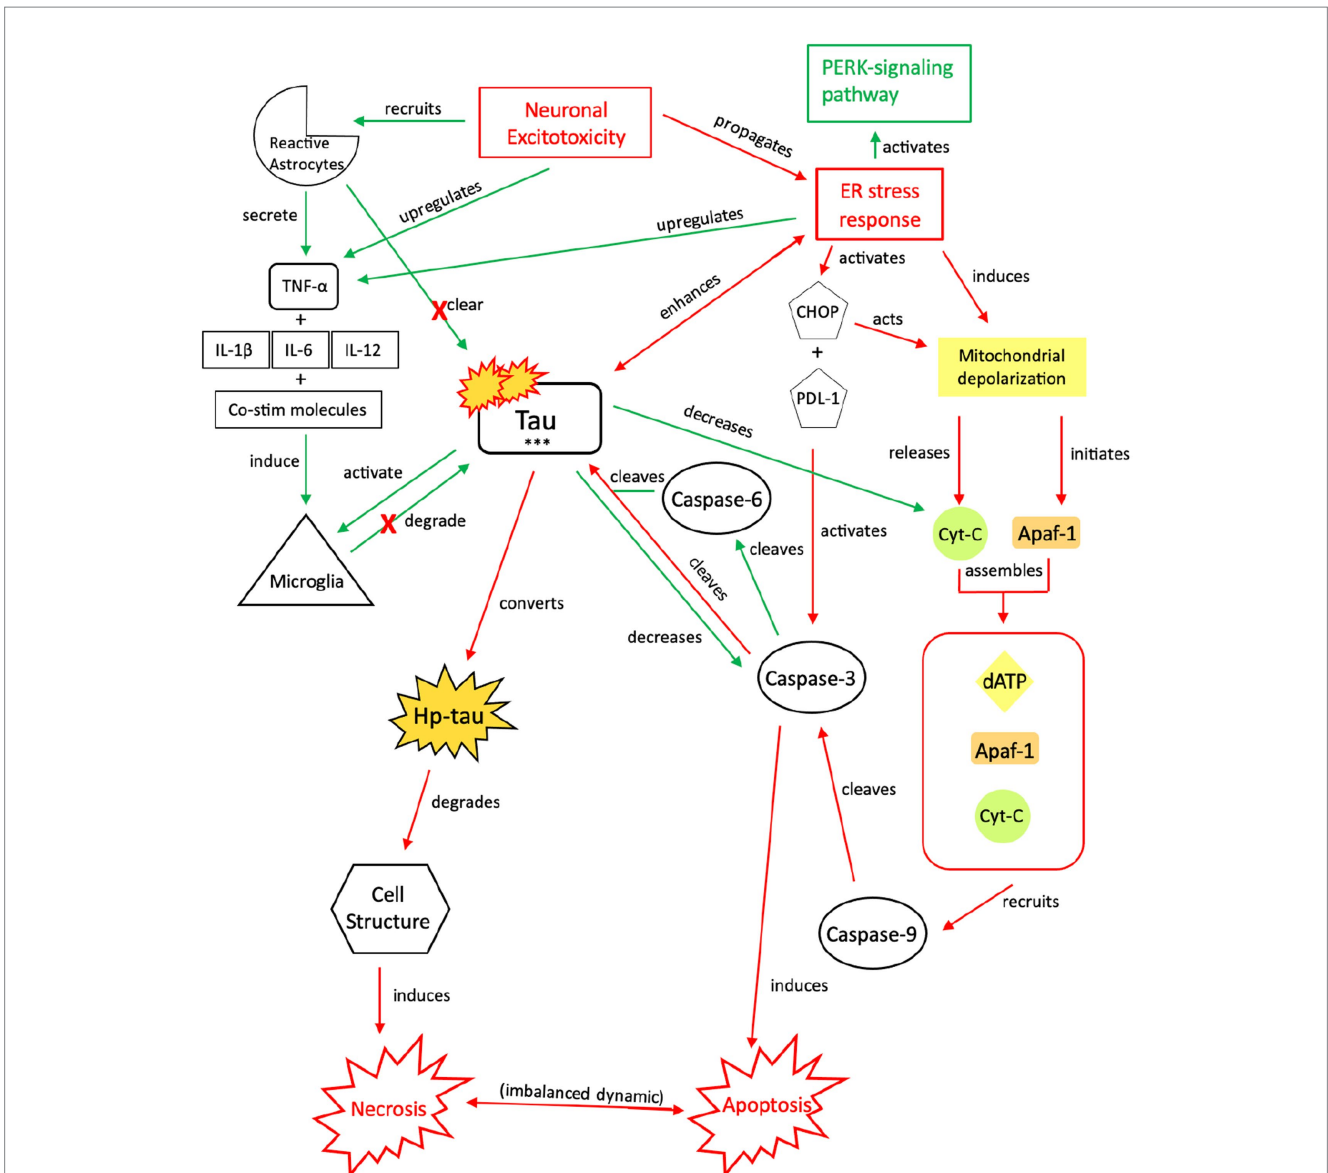 PERK-signaling
pathway
Neuronal
Excitotoxicity
recruits
Reactive
Astrocytes
propagates
activates
ER stress
response
secrete
upregulates
upregulates
activates
induces
TNF-α
+
IL-1β
IL-6
IL-12
+
Co-stim molecules
X
clear
enhances
CHOP
acts
+
PDL-1
Mitochondrial
depolarization
Tau
***
decreases
releases
initiates
induce
activate
X
degrade
cleaves
Caspase-6
cleaves
activates
Cyt-C
Apaf-1
assembles
Microglia
converts
cleaves
decreases
Caspase-3
dATP
Apaf-1
Cyt-C
Hp-tau
degrades
cleaves
Cell
Structure
Caspase-9
recruits
induces
induces
Necrosis
(imbalanced dynamic)
Apoptosis